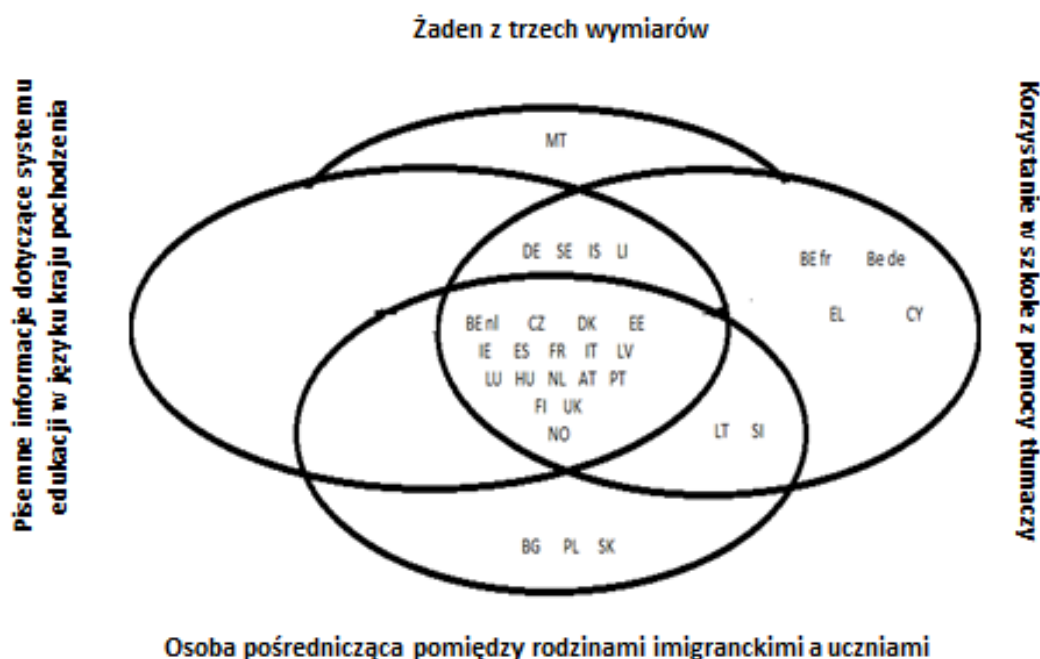 Żaden z trzech wymiarów
Pisemne informacje dotyczące systemu
edukacji w języku kraju pochodzenia
Korzystanie w szkole z pomocy tłumaczy
MT
DE SE IS LI
BE fr Be de
EL CY
BE nl CZ DK EE
IE ES FR IT LV
LU HU NL AT PT
FI UK
NO
LT SI
BG PL SK
Osoba pośrednicząca pomiędzy rodzinami imigranckimi a uczniami